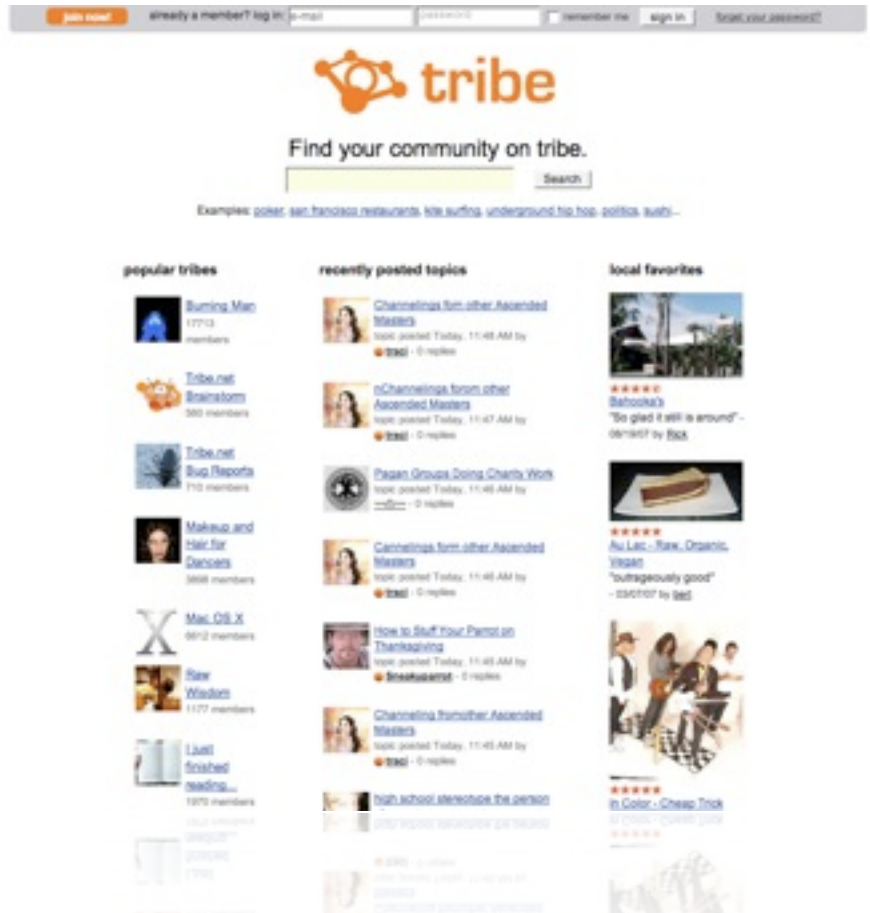 join now!
already a member? log in:
e-mail
password
remember me
sign in
forgot your password?
tribe
Find your community on tribe.
Search
Examples: poker, san francisco restaurants, kite surfing, underground hip hop, politics, sushi...
popular tribes
Burning Man
17713
members
Tribe.net
Brainstorm
560 members
Tribe.net
Bug Reports
710 members
Makeup and
Hair for
Dancers
3698 members
Mac OS X
6612 members
Raw
Wisdom
1177 members
I just
finished
reading...
1970 members
recently posted topics
Channelings forn other Ascended
Masters
topic posted Today, 11:48 AM by
traci - 0 replies
nChannelings forom other
Ascended Masters
topic posted Today, 11:47 AM by
traci - 0 replies
Pagan Groups Doing Charity Work
topic posted Today, 11:46 AM by
- 0 replies
Cannelings form other Ascended
Masters
topic posted Today, 11:46 AM by
traci - 0 replies
How to Stuff Your Parrot on
Thanksgiving
topic posted Today, 11:45 AM by
Sneakyparrot - 0 replies
Channeling fromother Ascended
Masters
topic posted Today, 11:45 AM by
traci - 0 replies
high school stereotype the person
local favorites
Bahooka's
"So glad it still is around" -
08/19/07 by Rick
Au Lac - Raw, Organic,
Vegan
"outrageously good"
- 03/07/07 by
In Color - Cheap Trick